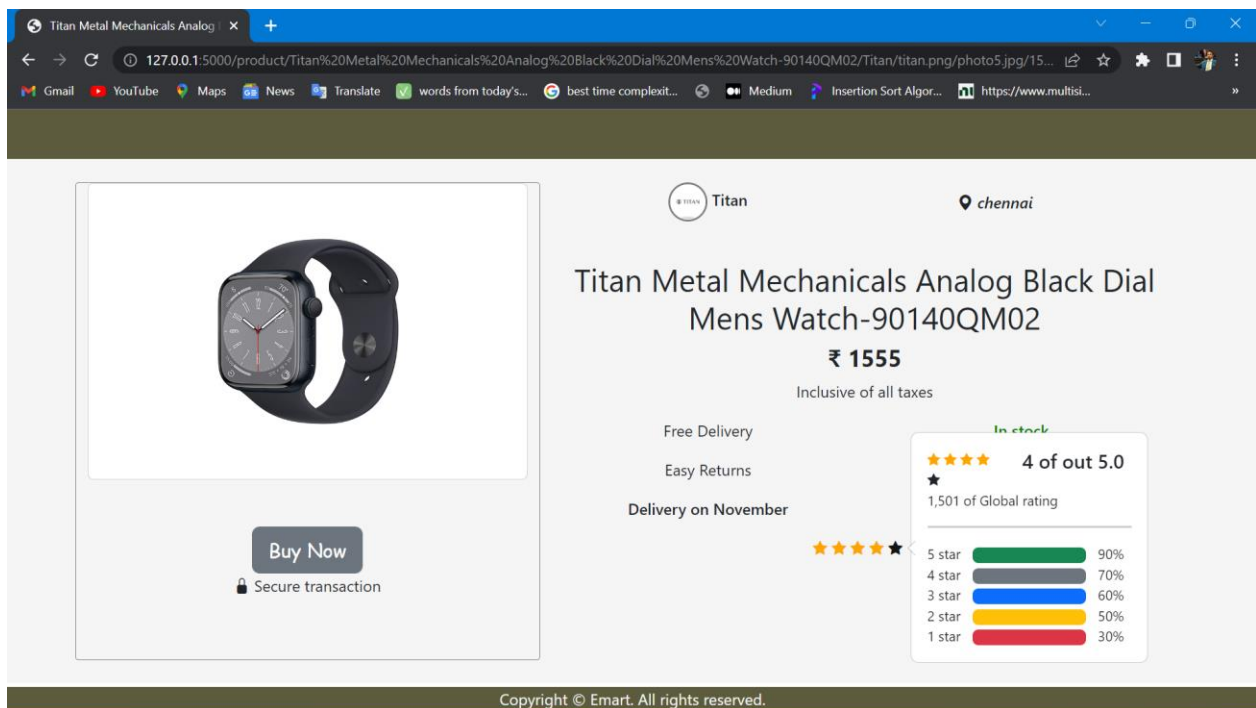 Titan Metal Mechanicals Analog
127.0.0.1:5000/product/Titan%20Metal%20Mechanicals%20Analog%20Black%20Dial%20Mens%20Watch-90140QM02/Titan/titan.png/photo5.jpg/15...
Gmail YouTube Maps News Translate words from today's... best time complexit... Medium Insertion Sort Algor... https://www.multisi... »
TITAN Titan chennai
Titan Metal Mechanicals Analog Black Dial
Mens Watch-90140QM02
₹ 1555
Inclusive of all taxes
Free Delivery In stock
Easy Returns
Delivery on November
4 of out 5.0
1,501 of Global rating
5 star 90%
4 star 70%
3 star 60%
2 star 50%
1 star 30%
Buy Now
Secure transaction
Copyright © Emart. All rights reserved.